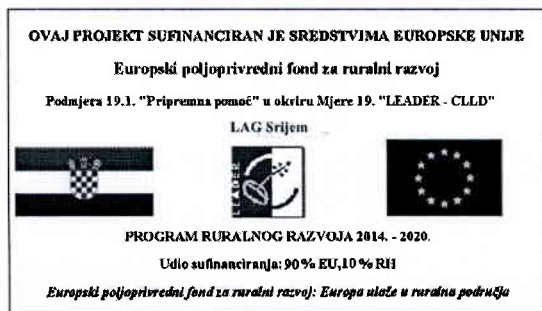 OVAJ PROJEKT SUFINANCIRAN JE SREDSTVIMA EUROPSKE UNIJE
Europski poljoprivredni fond za ruralni razvoj
Podmjera 19.1. "Pripremna pomoć" u okviru Mjere 19. "LEADER - CLLD"
LAG Srijem
LEADER
PROGRAM RURALNOG RAZVOJA 2014. - 2020.
Udio sufinanciranja: 90 % EU,10 % RH
Europski poljoprivredni fond za ruralni razvoj: Europa ulaže u ruralna područja